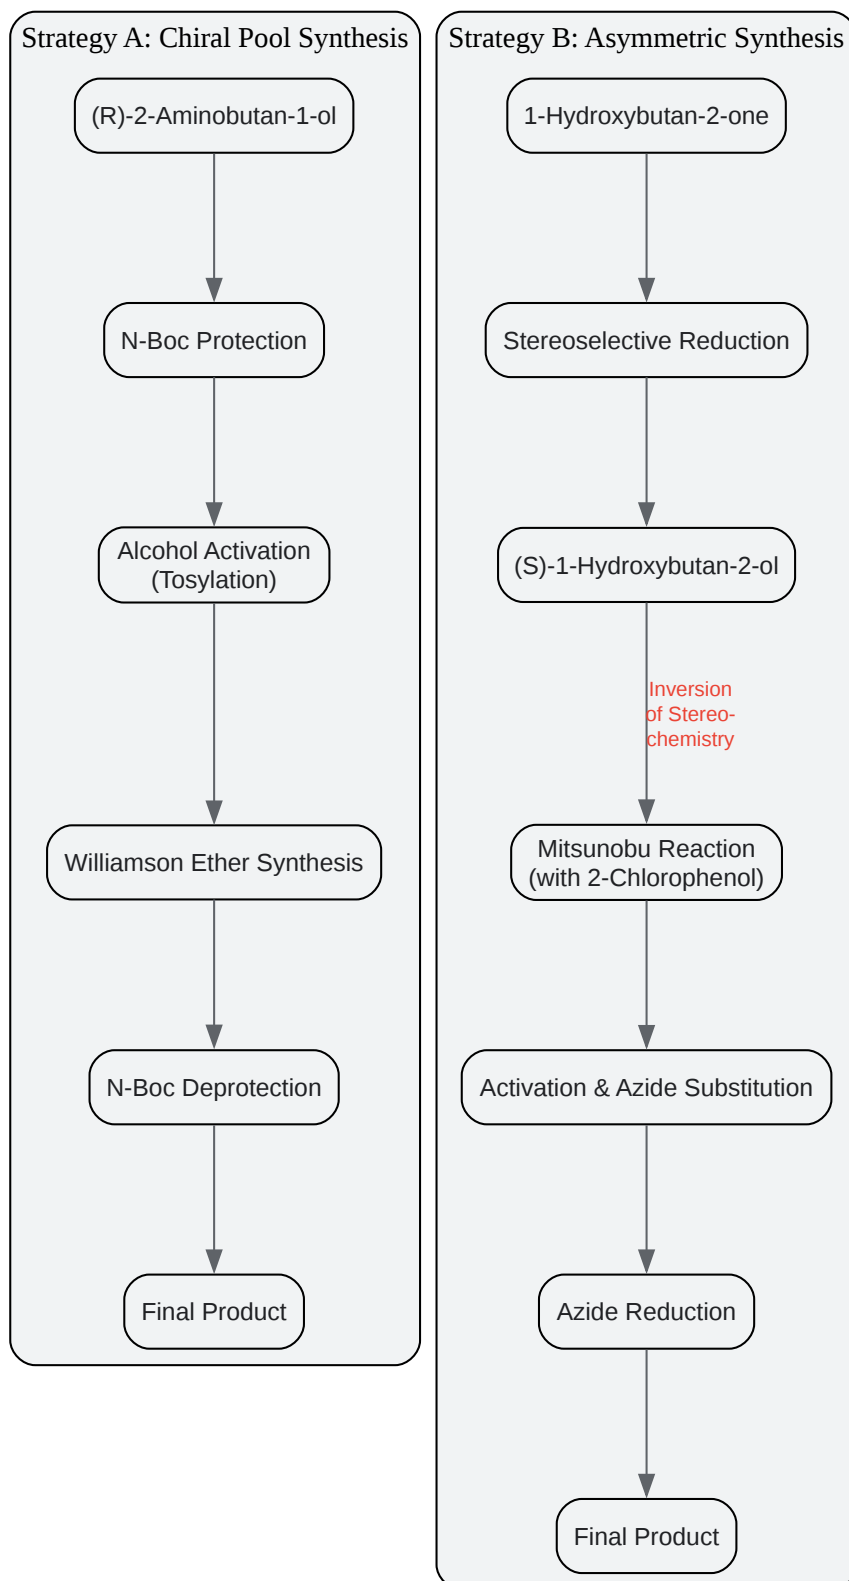 Strategy A: Chiral Pool Synthesis
(R)-2-Aminobutan-1-ol
N-Boc Protection
Alcohol Activation
(Tosylation)
Williamson Ether Synthesis
N-Boc Deprotection
Final Product
Strategy B: Asymmetric Synthesis
1-Hydroxybutan-2-one
Stereoselective Reduction
(S)-1-Hydroxybutan-2-ol
Inversion
of Stereo-
chemistry
Mitsunobu Reaction
(with 2-Chlorophenol)
Activation & Azide Substitution
Azide Reduction
Final Product